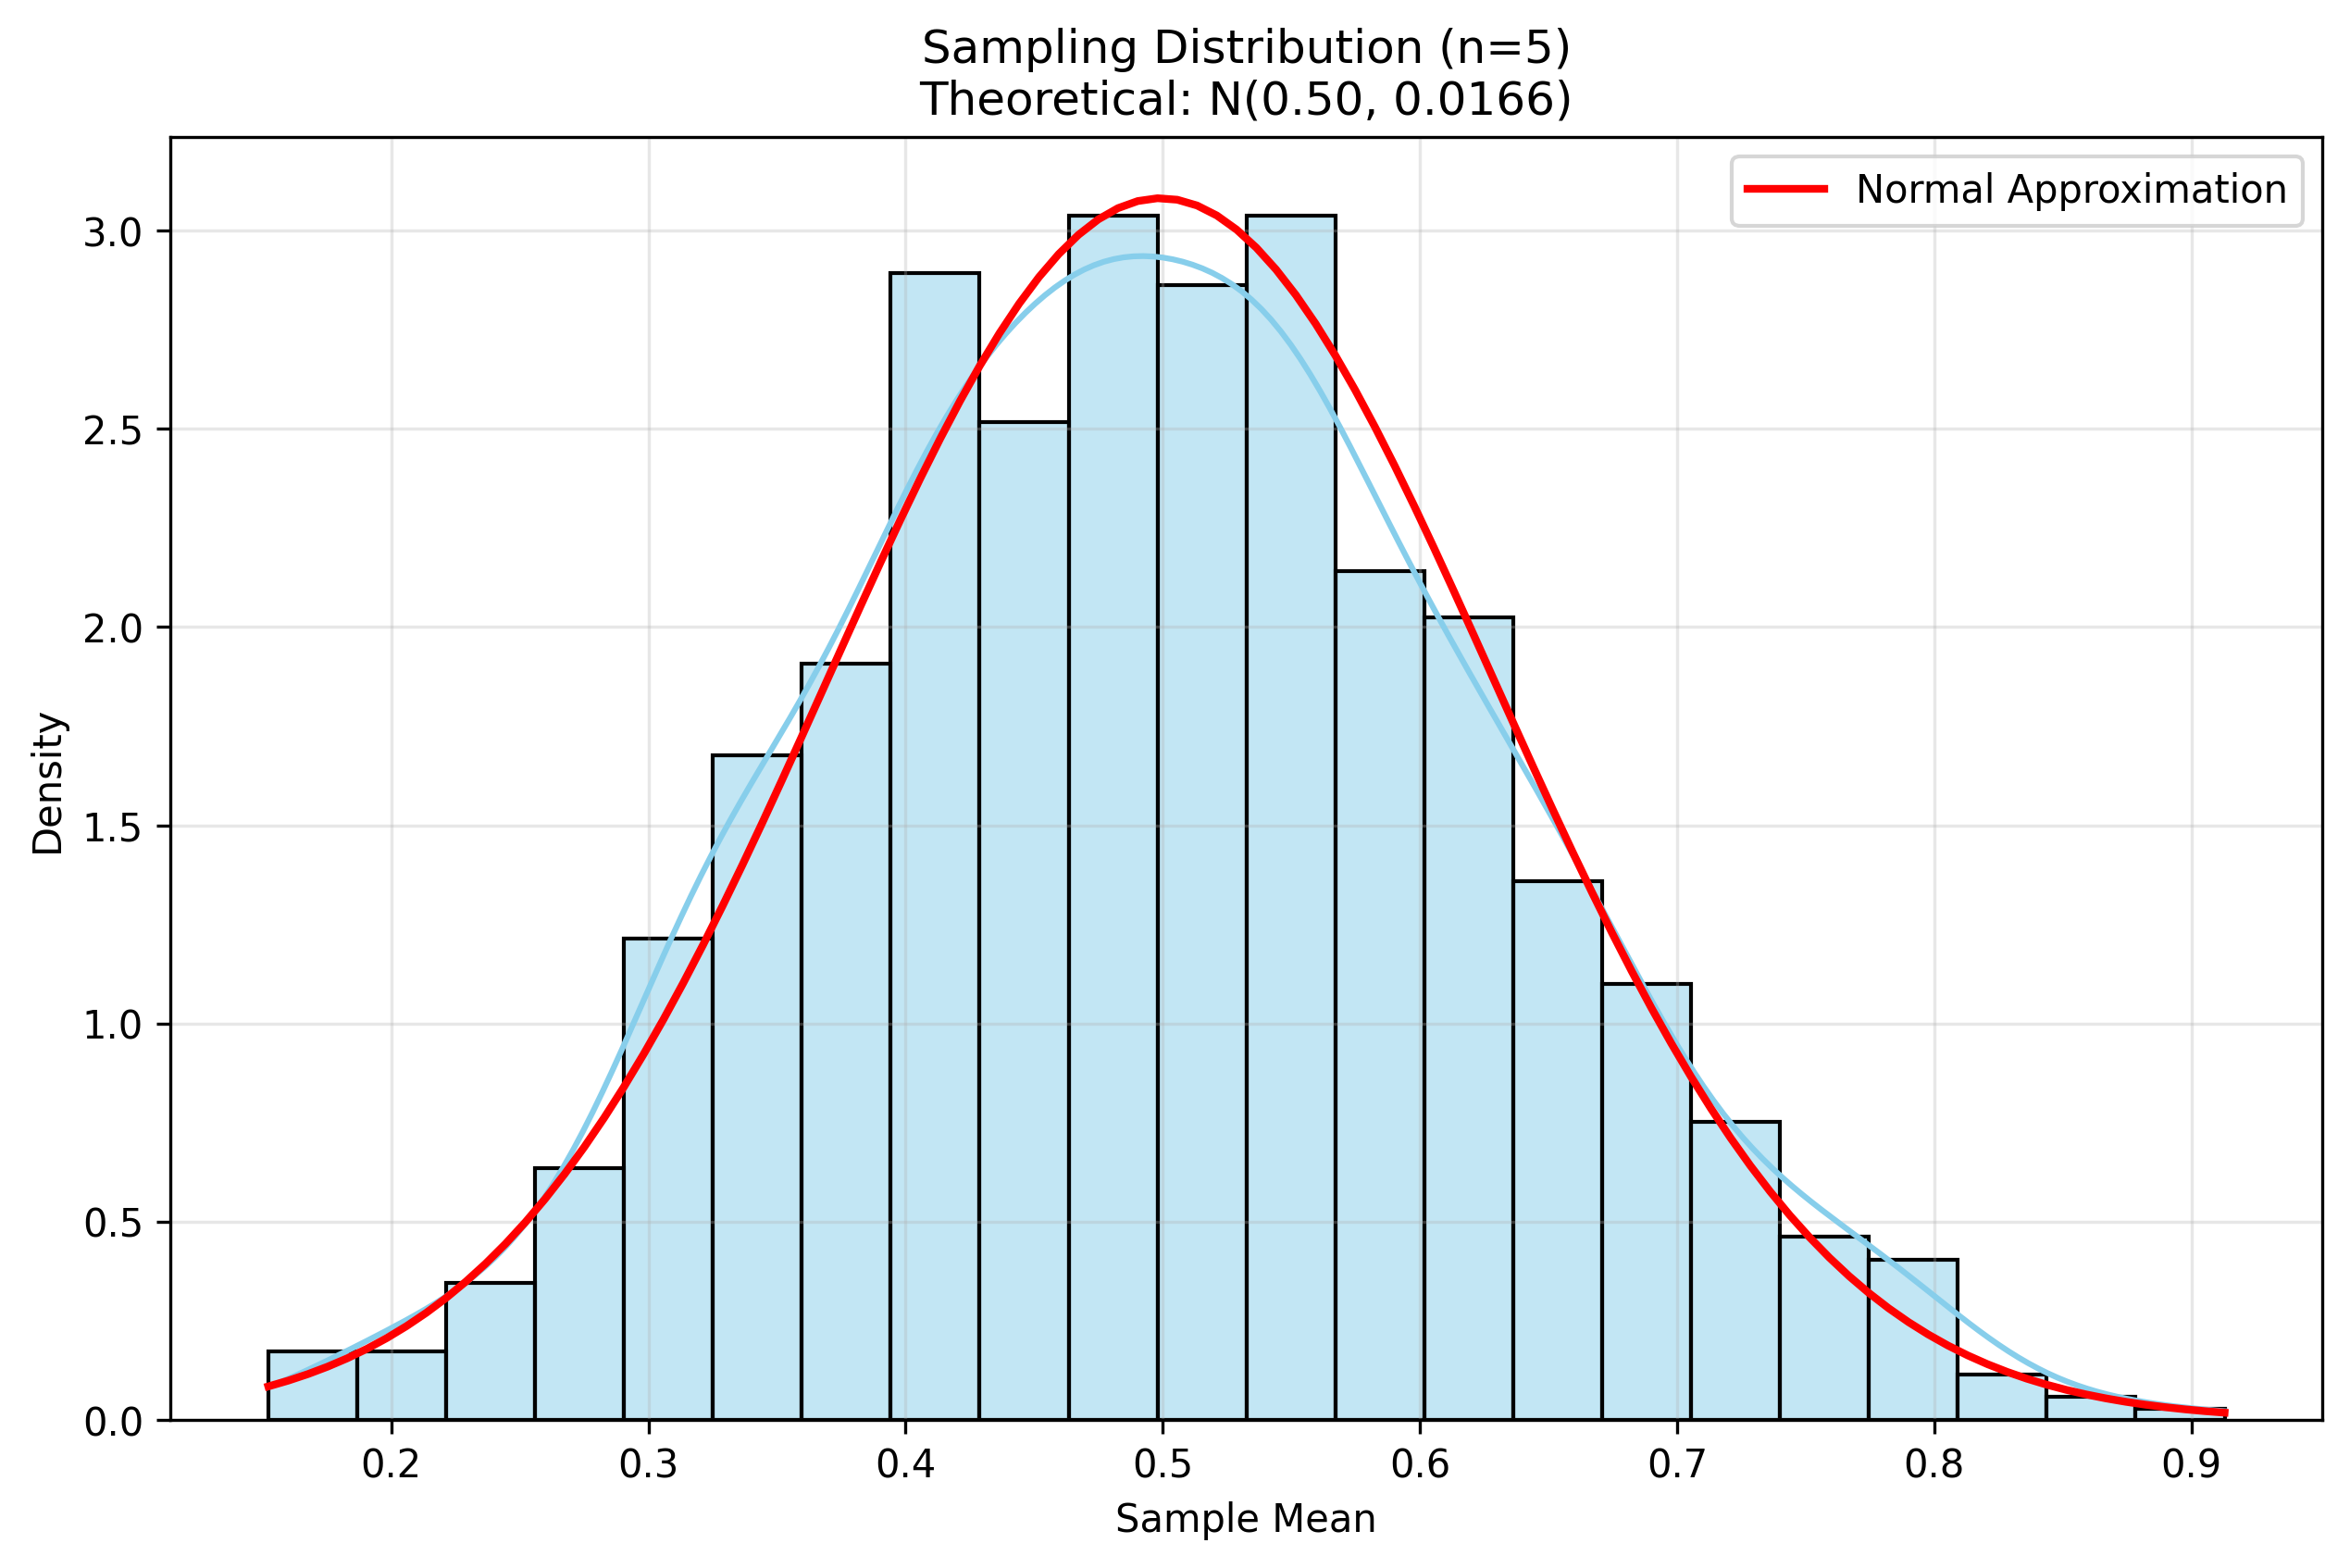 Sampling Distribution (n=5)
Theoretical: N(0.50, 0.0166)
Normal Approximation
Density
3.0
2.5
2.0
1.5
1.0
0.5
0.0
0.2 0.3 0.4 0.5 0.6 0.7 0.8 0.9
Sample Mean